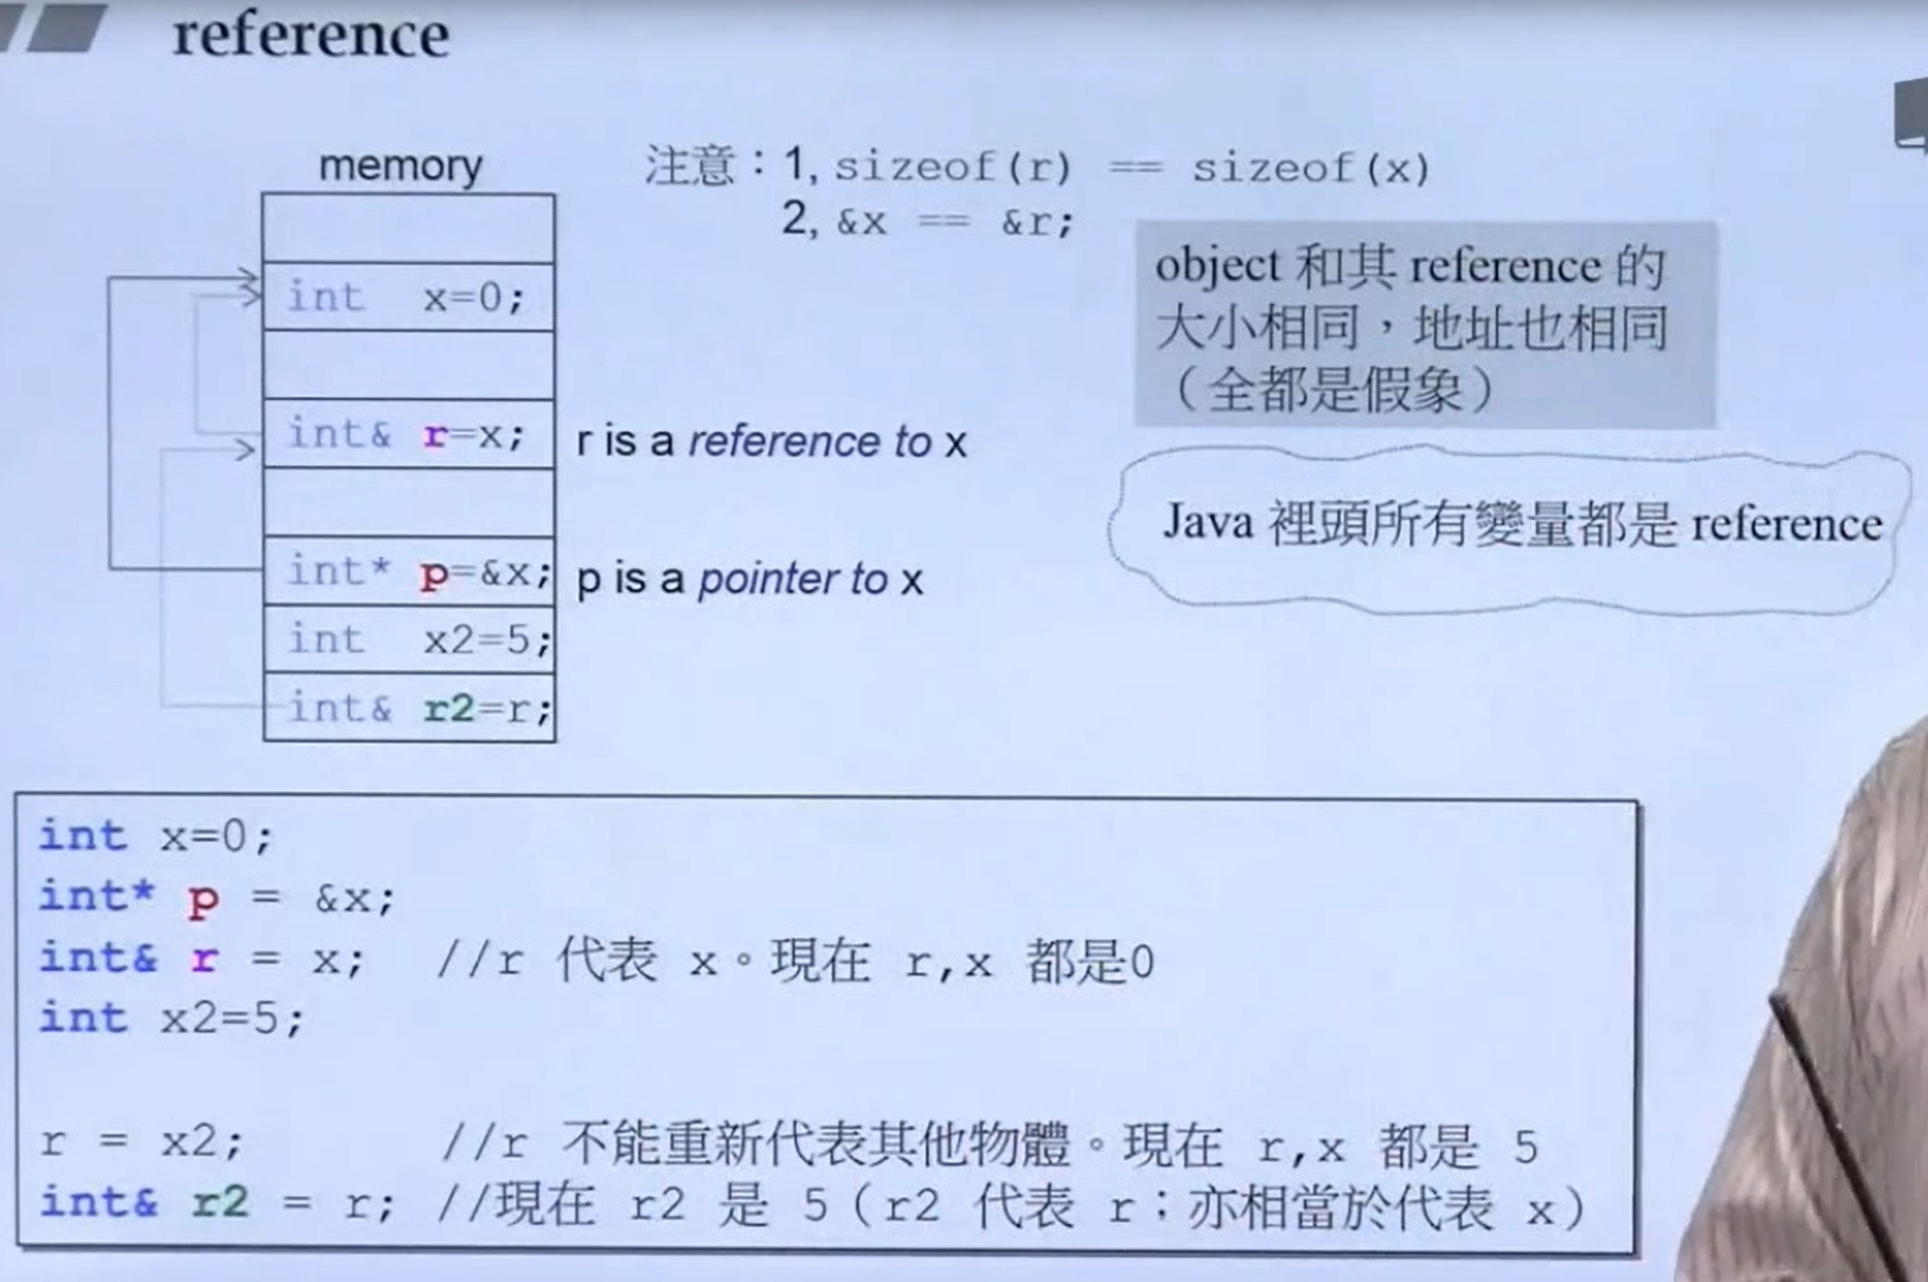 reference
memory
注意：1, sizeof(r) == sizeof(x)
2, &x == &r;
object 和其 reference 的
大小相同，地址也相同
（全都是假象）
Java 裡頭所有變量都是 reference
int x=0;
int& r=x; r is a reference to x
int* p=&x; p is a pointer to x
int x2=5;
int& r2=r;
int x=0;
int* p = &x;
int& r = x; //r 代表 x。現在 r,x 都是0
int x2=5;
r = x2; //r 不能重新代表其他物體。現在 r,x 都是 5
int& r2 = r; //現在 r2 是 5（r2 代表 r；亦相當於代表 x）